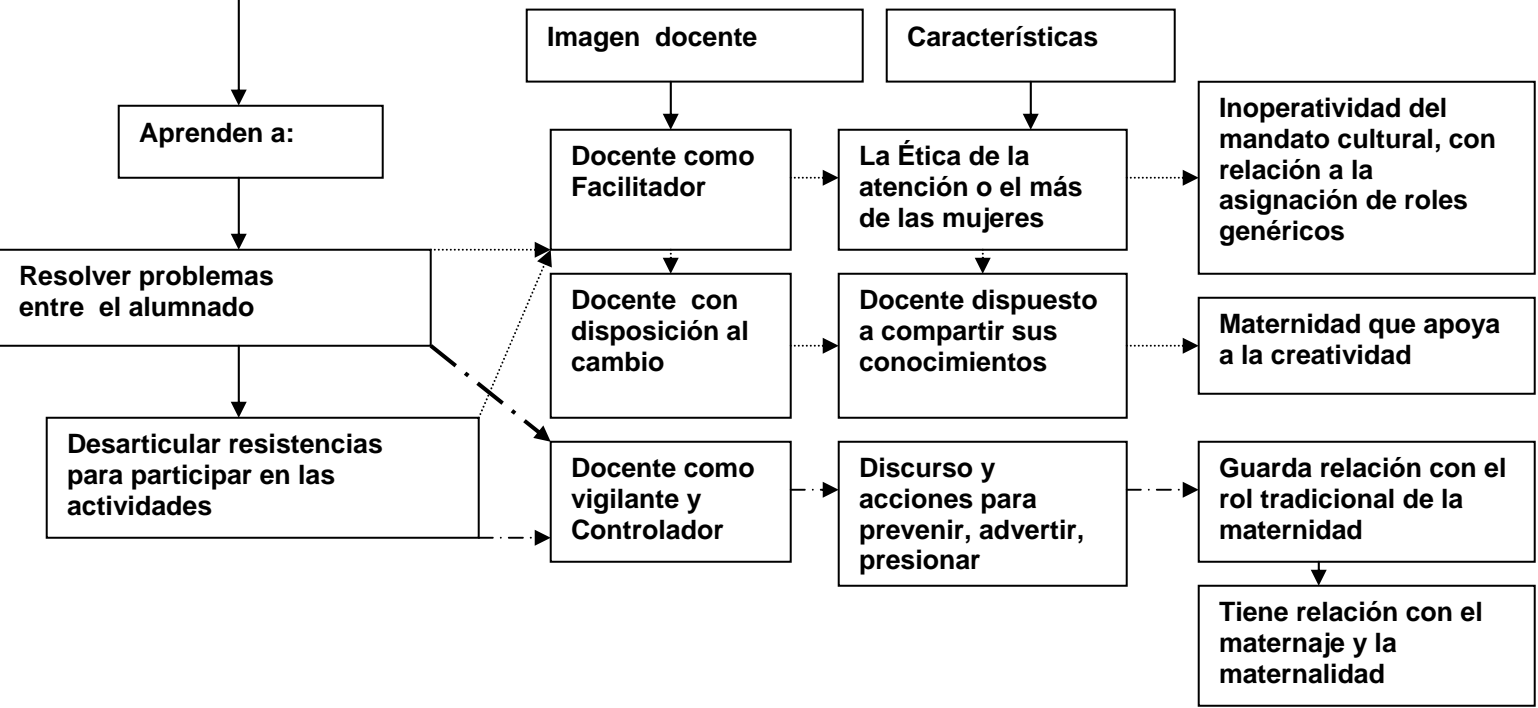 Imagen docente
Características
Aprenden a:
Resolver problemas
entre el alumnado
Desarticular resistencias
para participar en las
actividades
Docente como
Facilitador
Docente con
disposición al
cambio
Docente como
vigilante y
Controlador
La Ética de la
atención o el más
de las mujeres
Docente dispuesto
a compartir sus
conocimientos
Discurso y
acciones para
prevenir, advertir,
presionar
Inoperatividad del
mandato cultural, con
relación a la
asignación de roles
genéricos
Maternidad que apoya
a la creatividad
Guarda relación con el
rol tradicional de la
maternidad
Tiene relación con el
maternaje y la
maternalidad